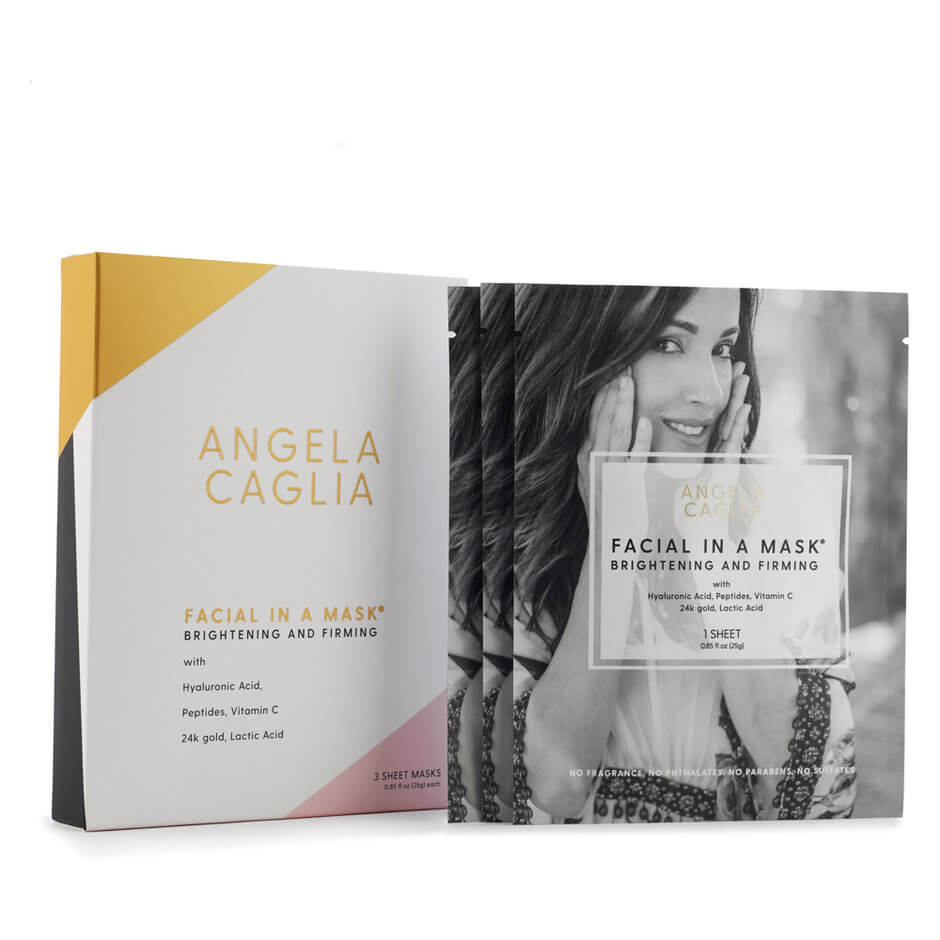 ANGELA
CAGLIA
FACIAL IN A MASK®
BRIGHTENING AND FIRMING
with
Hyaluronic Acid,
Peptides, Vitamin C
24k gold, Lactic Acid
3 SHEET MASKS
0.85 fl oz (25g) each
ANGELA
CAGLIA
FACIAL IN A MASK®
BRIGHTENING AND FIRMING
with
Hyaluronic Acid, Peptides, Vitamin C
24k gold, Lactic Acid
1 SHEET
0.85 fl oz (25g)
NO FRAGRANCE, NO PHTHALATES, NO PARABENS, NO SULFATES